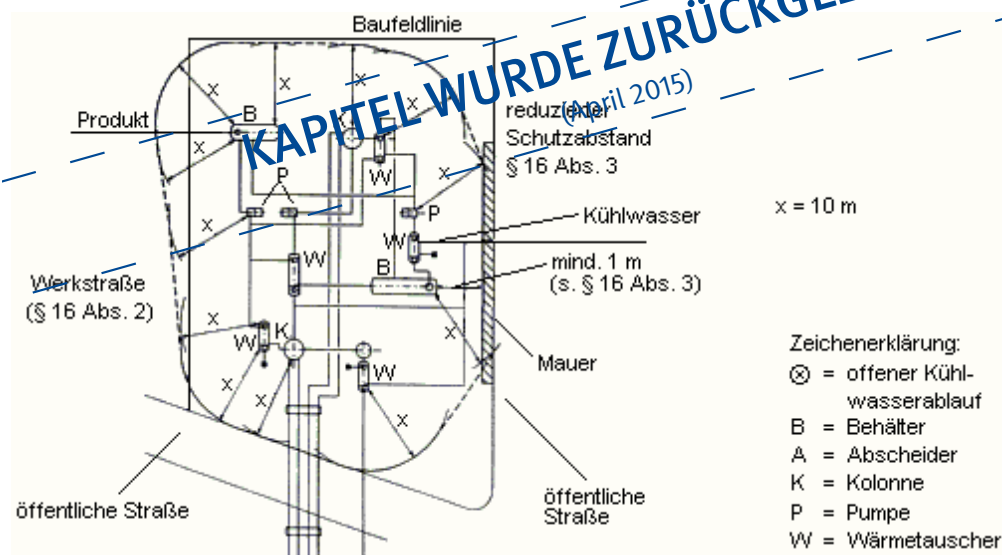 Baufeldlinie
KAPITEL WURDE ZURÜCKGE
(April 2015)
Produkt
B
K
x
x
x
x
x
W
reduzierter
Schutzabstand
§ 16 Abs. 3
P
P
x = 10 m
x
Kühlwasser
W
W
B
mind. 1 m
(s. § 16 Abs. 3)
Werkstraße
(§ 16 Abs. 2)
x
x
W
K
W
Mauer
x
x
x
Zeichenerklärung:
⊗ = offener Kühl-
wasserablauf
B = Behälter
A = Abscheider
K = Kolonne
P = Pumpe
W = Wärmetauscher
öffentliche Straße
öffentliche
Straße